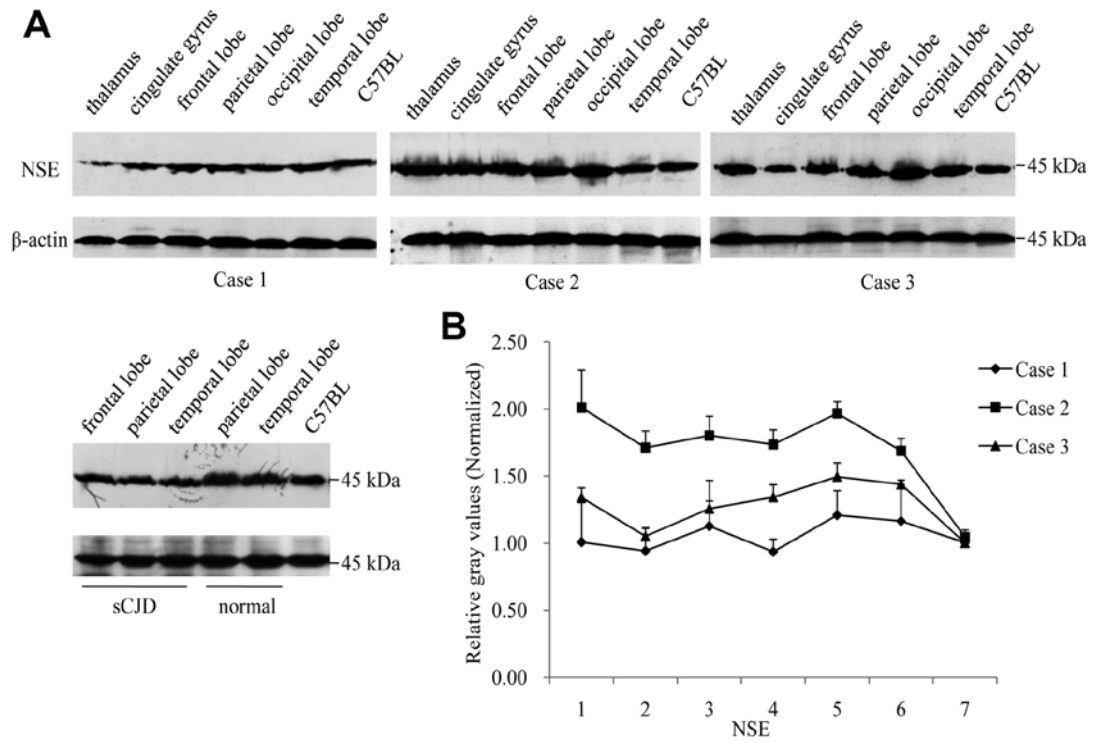 A
thalamus
cingulate gyrus
frontal lobe
parietal lobe
occipital lobe
temporal lobe
C57BL
thalamus
cingulate gyrus
frontal lobe
parietal lobe
occipital lobe
temporal lobe
C57BL
thalamus
cingulate gyrus
frontal lobe
parietal lobe
occipital lobe
temporal lobe
C57BL
NSE
45 kDa
β-actin
45 kDa
Case 1
Case 2
Case 3
frontal lobe
parietal lobe
temporal lobe
parietal lobe
temporal lobe
C57BL
45 kDa
45 kDa
sCJD
normal
B
Relative gray values (Normalized)
2.50
2.00
1.50
1.00
0.50
0.00
1 2 3 4 5 6 7
NSE
Case 1
Case 2
Case 3